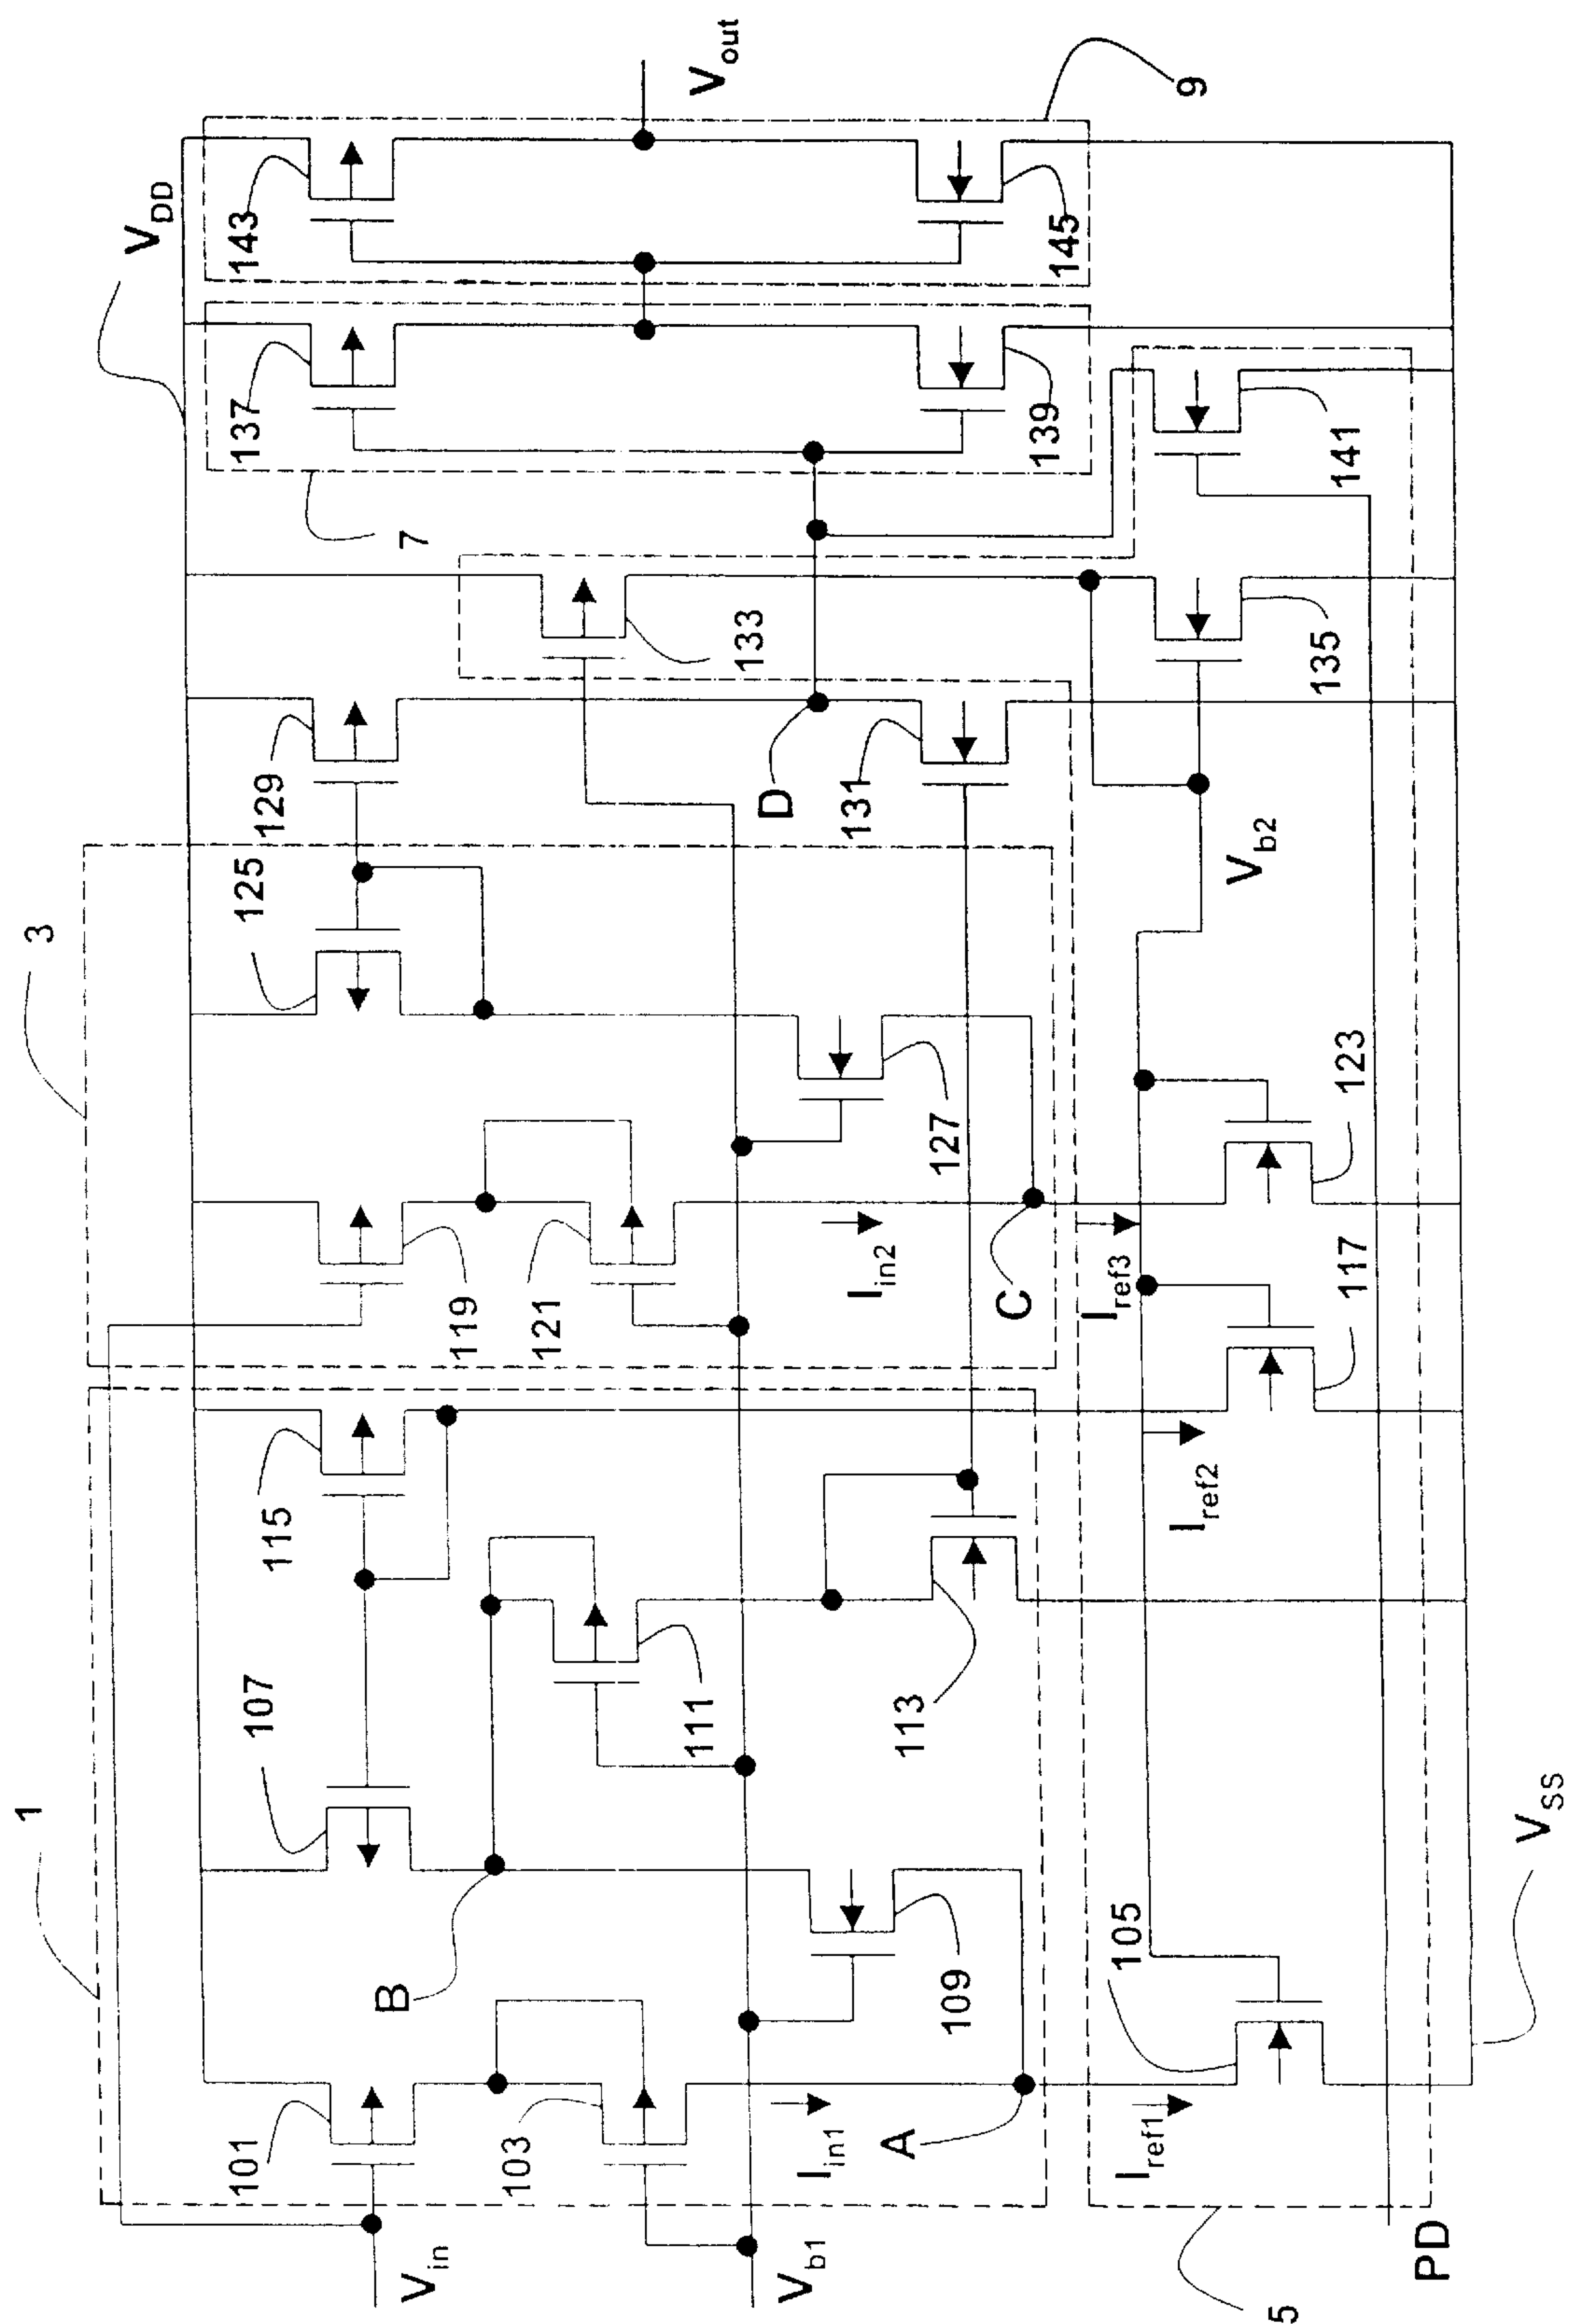 1
3
V_DD
101
107
115
119
125
129
137
143
V_in
B
103
111
121
133
7
V_out
V_b1
I_in1
A
109
113
I_in2
127
C
D
131
139
145
9
I_ref1
105
I_ref2
I_ref3
117
123
V_b2
135
141
PD
5
V_SS